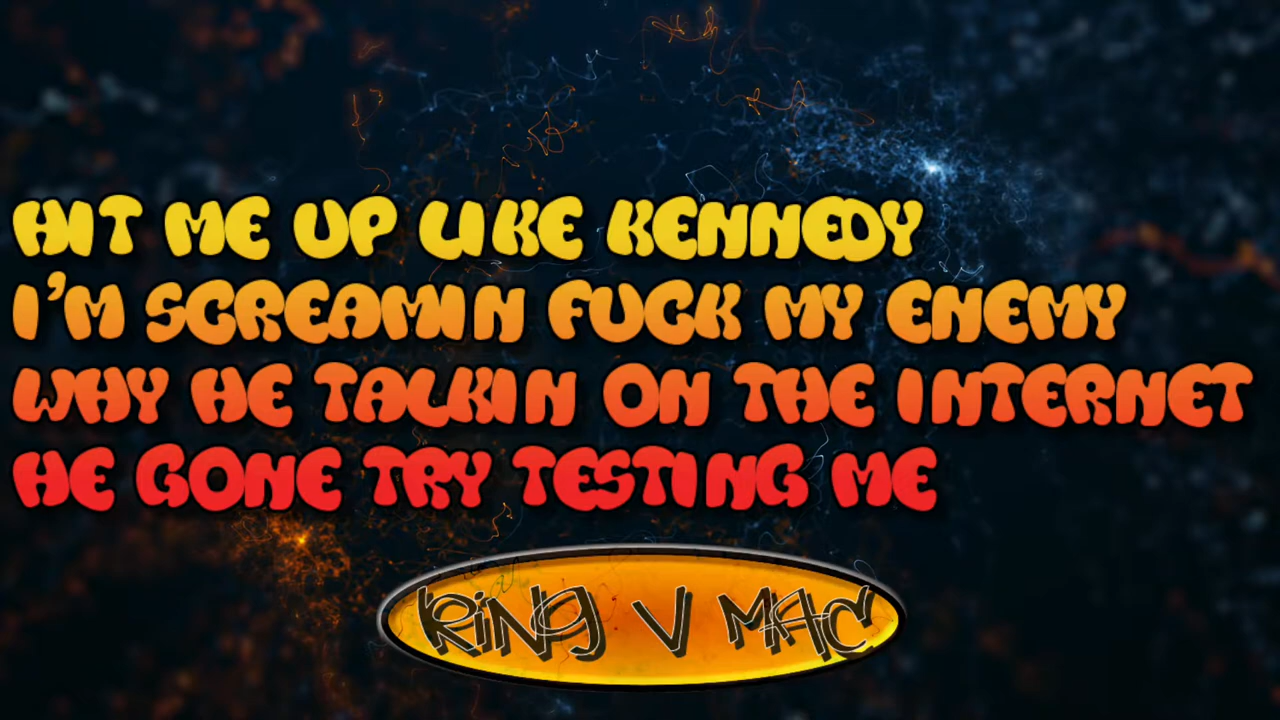 HIT ME UP LIKE KENNEDY
I'M SCREAMIN FUCK MY ENEMY
WHY HE TALKIN ON THE INTERNET
HE GONE TRY TESTING ME
KiNg V MAC